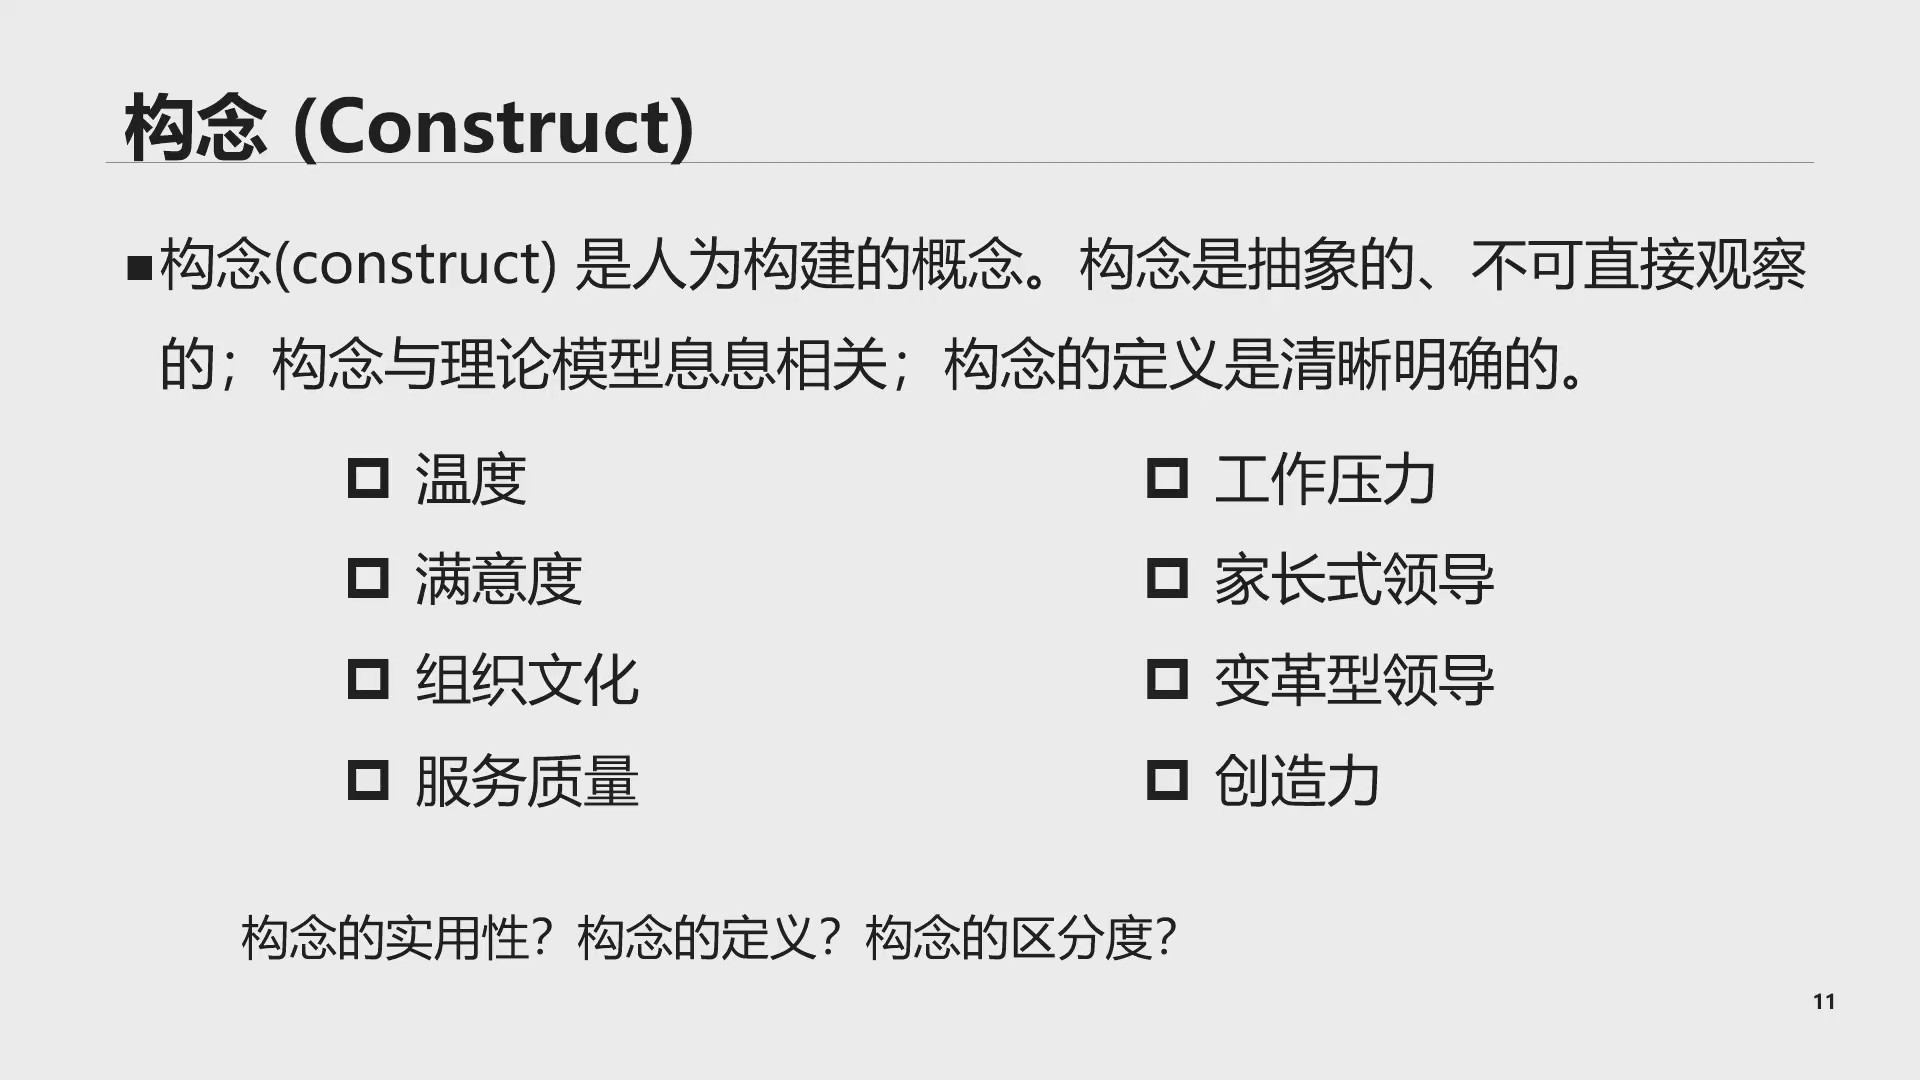 构念 (Construct)
■构念(construct) 是人为构建的概念。构念是抽象的、不可直接观察
的；构念与理论模型息息相关；构念的定义是清晰明确的。
温度
满意度
组织文化
服务质量
工作压力
家长式领导
变革型领导
创造力
构念的实用性？构念的定义？构念的区分度？
11